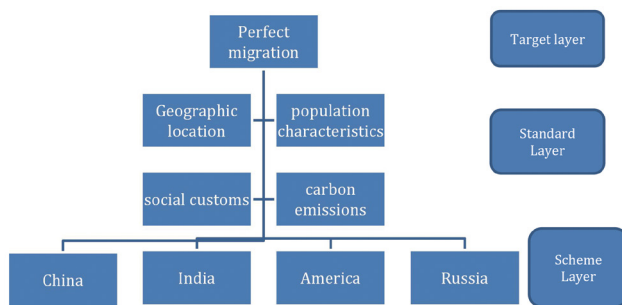 Perfect
migration
Target layer
Geographic
location
population
characteristics
Standard
Layer
social customs
carbon
emissions
China
India
America
Russia
Scheme
Layer